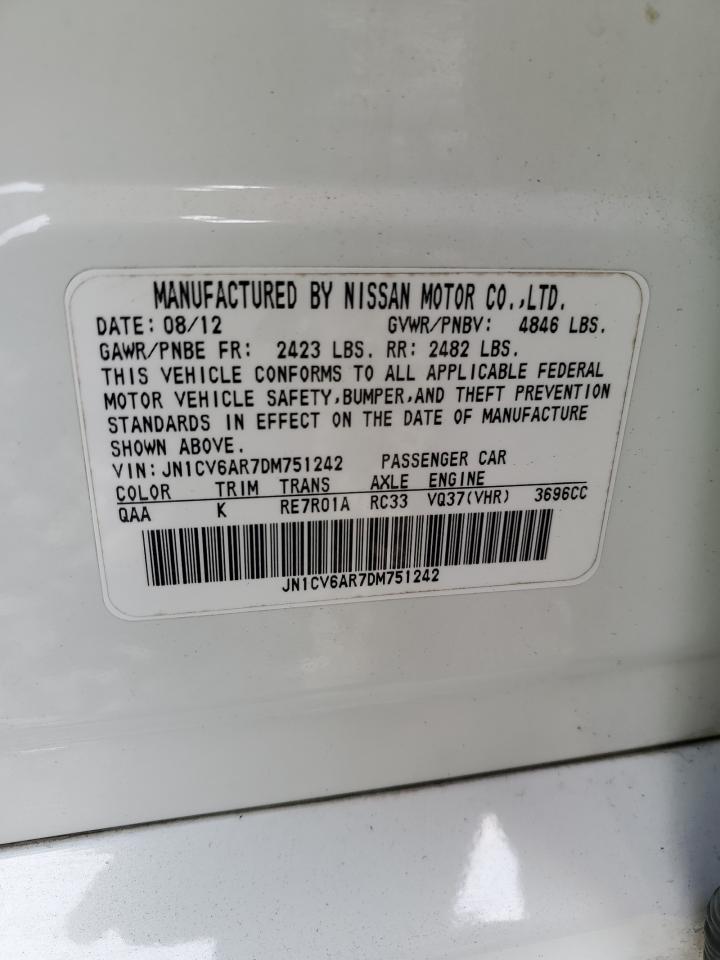 MANUFACTURED BY NISSAN MOTOR CO.,LTD.
DATE: 08/12 GVWR/PNBV: 4846 LBS.
GAWR/PNBE FR: 2423 LBS. RR: 2482 LBS.
THIS VEHICLE CONFORMS TO ALL APPLICABLE FEDERAL
MOTOR VEHICLE SAFETY,BUMPER,AND THEFT PREVENTION
STANDARDS IN EFFECT ON THE DATE OF MANUFACTURE
SHOWN ABOVE.
VIN: JN1CV6AR7DM751242 PASSENGER CAR
COLOR TRIM TRANS AXLE ENGINE
QAA K RE7R01A RC33 VQ37(VHR) 3696CC
JN1CV6AR7DM751242